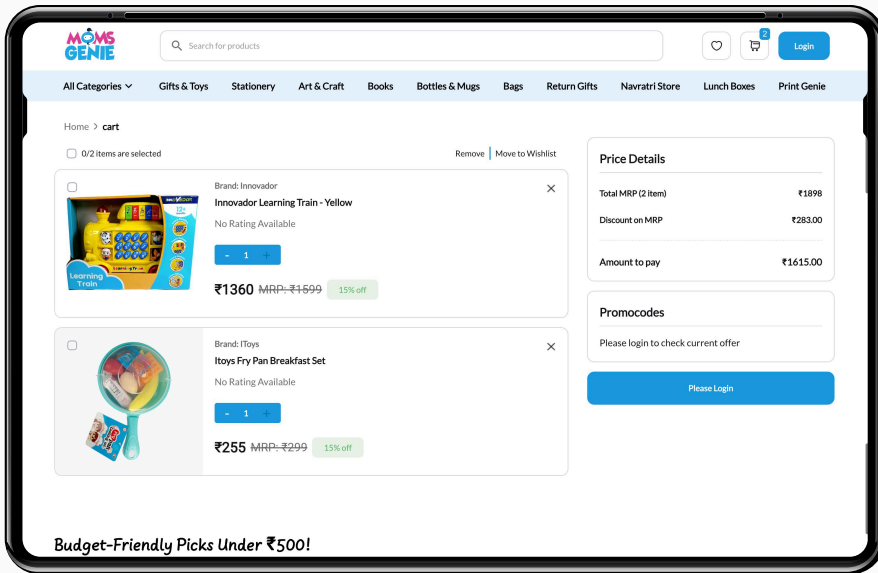 MOMS
GENIE
Search for products
2
Login
All Categories
Gifts & Toys
Stationery
Art & Craft
Books
Bottles & Mugs
Bags
Return Gifts
Navratri Store
Lunch Boxes
Print Genie
Home > cart
0/2 items are selected
Remove
Move to Wishlist
Brand: Innovador
Innovador Learning Train - Yellow
No Rating Available
- 1 +
₹1360 MRP: ₹1599 15% off
12+
Learning Train
Learning
Train
Brand: IToys
Itoys Fry Pan Breakfast Set
No Rating Available
- 1 +
₹255 MRP: ₹299 15% off
Price Details
Total MRP (2 item) ₹1898
Discount on MRP ₹283.00
Amount to pay ₹1615.00
Promocodes
Please login to check current offer
Please Login
Budget-Friendly Picks Under ₹500!